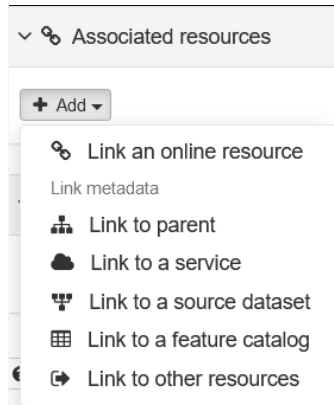 Associated resources
Add
Link an online resource
Link metadata
Link to parent
Link to a service
Link to a source dataset
Link to a feature catalog
Link to other resources